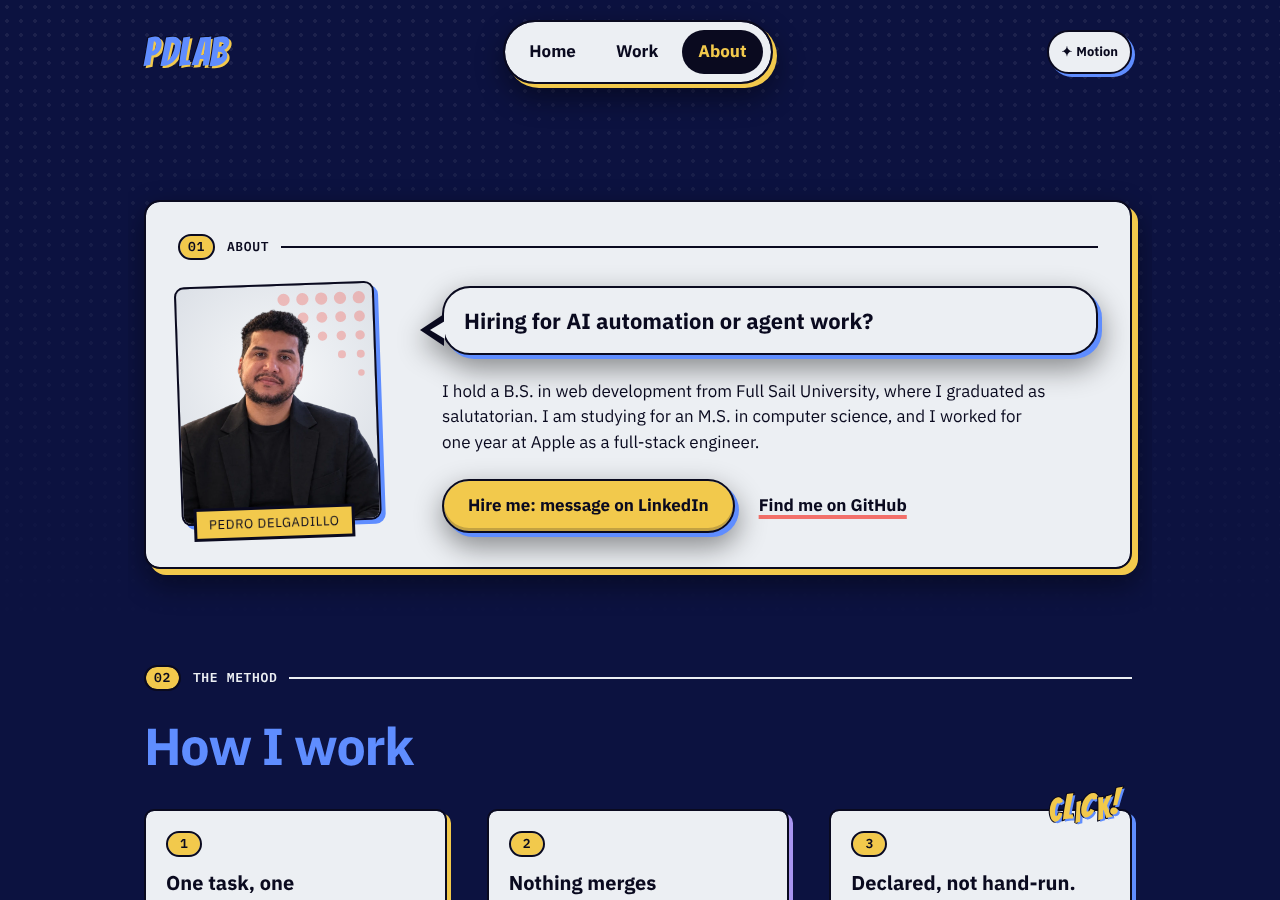 PDLAB
Home
Work
About
✦ Motion
01
ABOUT
PEDRO DELGADILLO
Hiring for AI automation or agent work?
I hold a B.S. in web development from Full Sail University, where I graduated as
salutatorian. I am studying for an M.S. in computer science, and I worked for
one year at Apple as a full-stack engineer.
Hire me: message on LinkedIn
Find me on GitHub
02
THE METHOD
How I work
CLICK!
1
One task, one
2
Nothing merges
3
Declared, not hand-run.